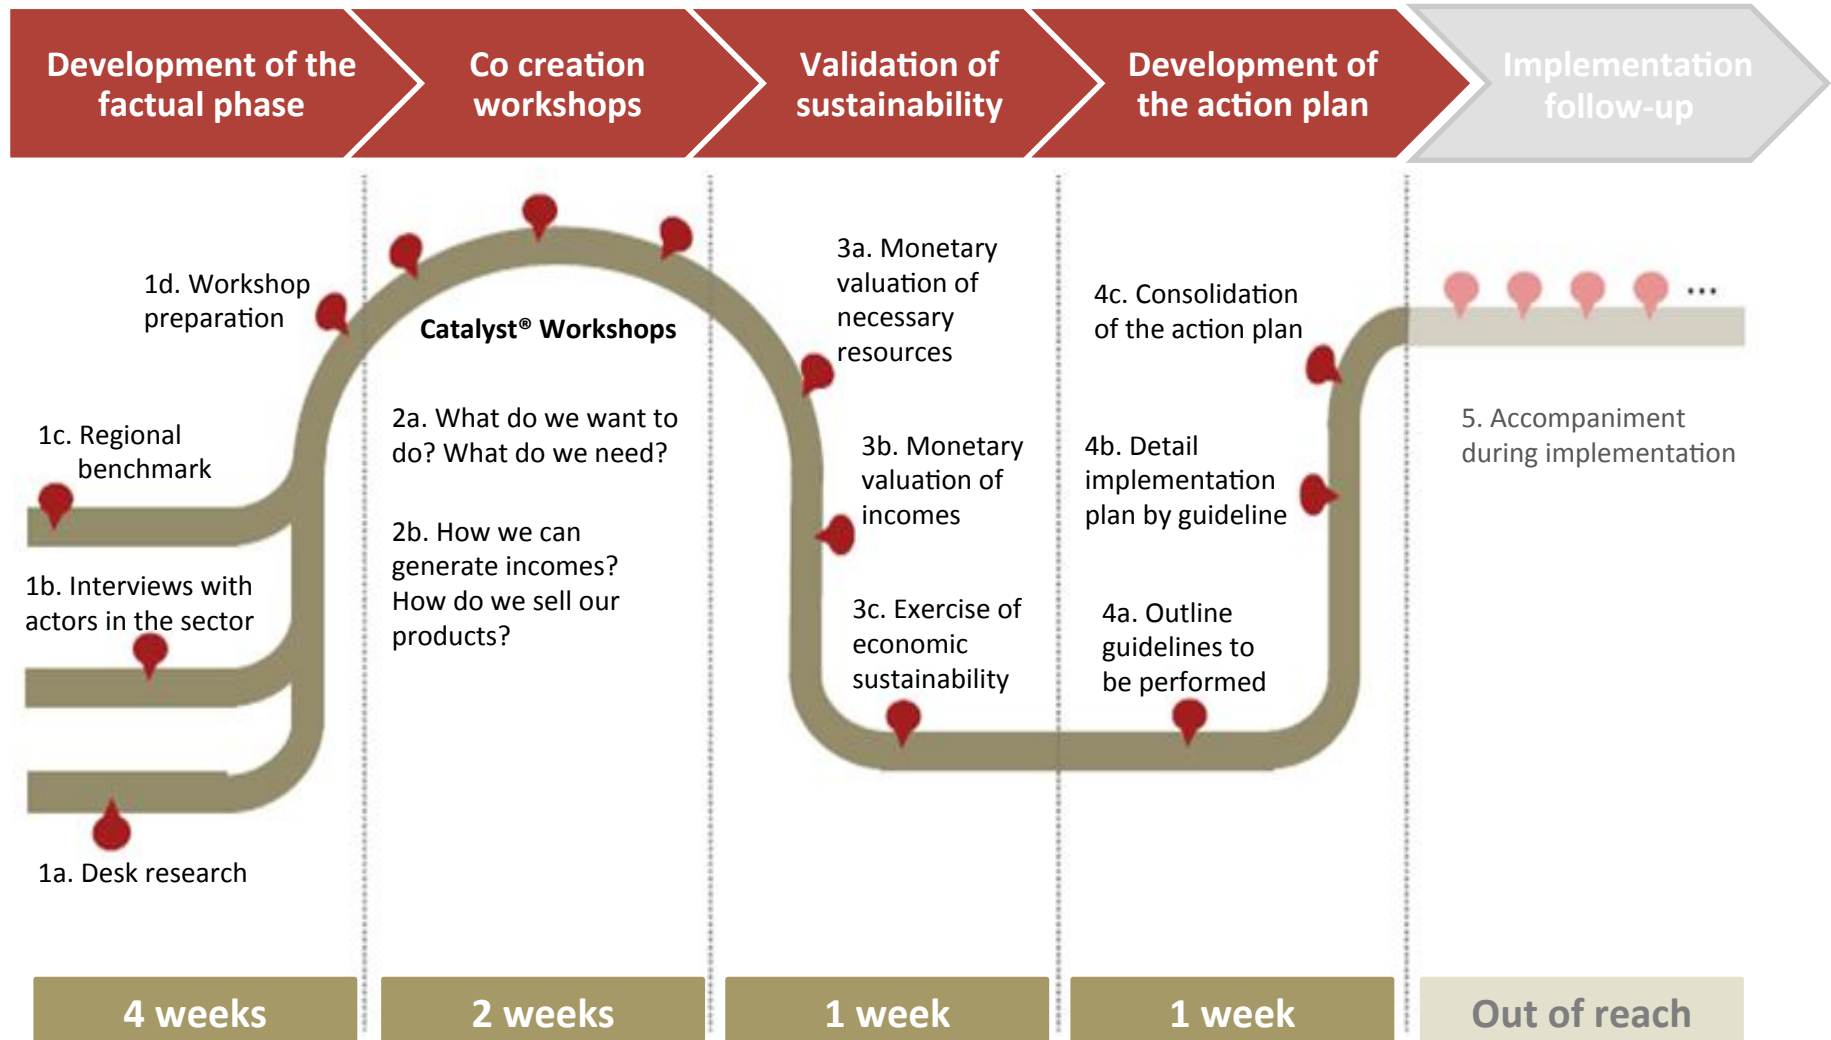 Development of the
factual phase
Co creation
workshops
Validation of
sustainability
Development of
the action plan
Implementation
follow-up
1d. Workshop
preparation
1c. Regional
benchmark
1b. Interviews with
actors in the sector
1a. Desk research
Catalyst® Workshops
2a. What do we want to
do? What do we need?
2b. How we can
generate incomes?
How do we sell our
products?
3a. Monetary
valuation of
necessary
resources
3b. Monetary
valuation of
incomes
3c. Exercise of
economic
sustainability
4c. Consolidation
of the action plan
4b. Detail
implementation
plan by guideline
4a. Outline
guidelines to
be performed
...
5. Accompaniment
during implementation
4 weeks
2 weeks
1 week
1 week
Out of reach